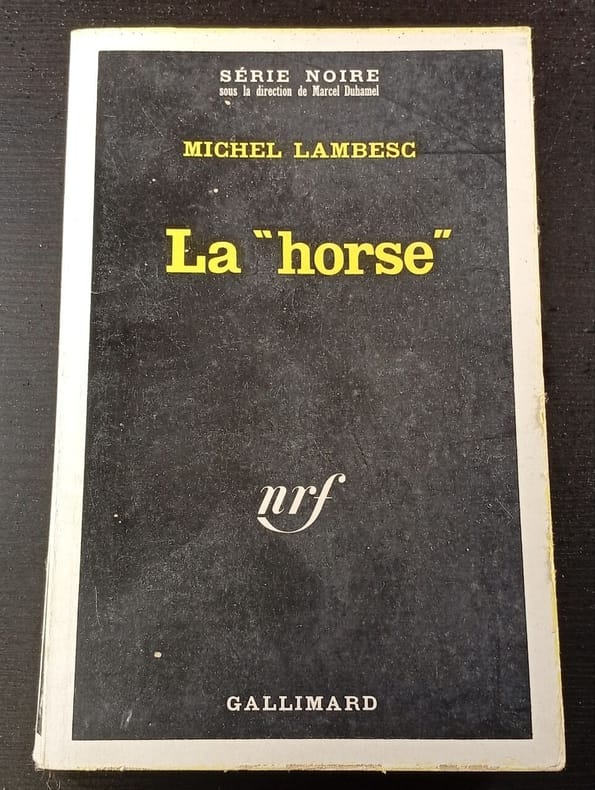 SÉRIE NOIRE
sous la direction de Marcel Duhamel
MICHEL LAMBESC
La "horse"
nrf
GALLIMARD